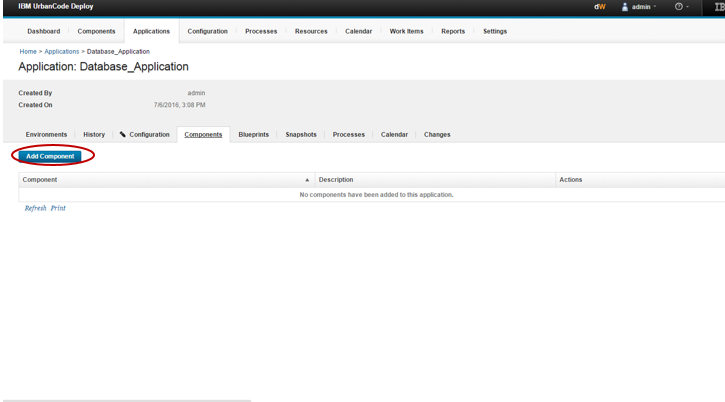 IBM UrbanCode Deploy dW admin
Dashboard Components Applications Configuration Processes Resources Calendar Work Items Reports Settings
Home > Applications > Database_Application
Application: Database_Application
Created By admin
Created On 7/6/2016, 3:08 PM
Environments History Configuration Components Blueprints Snapshots Processes Calendar Changes
Add Component
Component Description Actions
No components have been added to this application.
Refresh Print